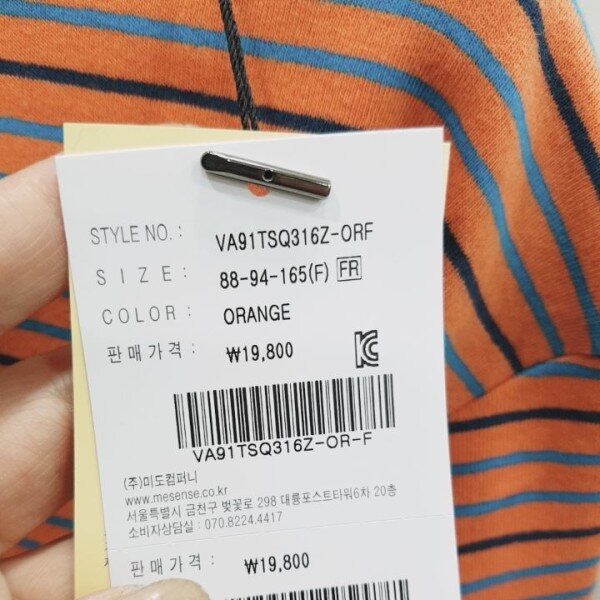 STYLE NO. : VA91TSQ316Z-ORF
SIZE : 88-94-165(F) FR
COLOR : ORANGE
판매가격 : ₩19,800
KC
VA91TSQ316Z-OR-F
(주)미도컴퍼니
www.mesense.co.kr
서울특별시 금천구 벚꽃로 298 대륭포스트타워6차 20층
소비자상담실 : 070.8224.4417
판매가격 : ₩19,800